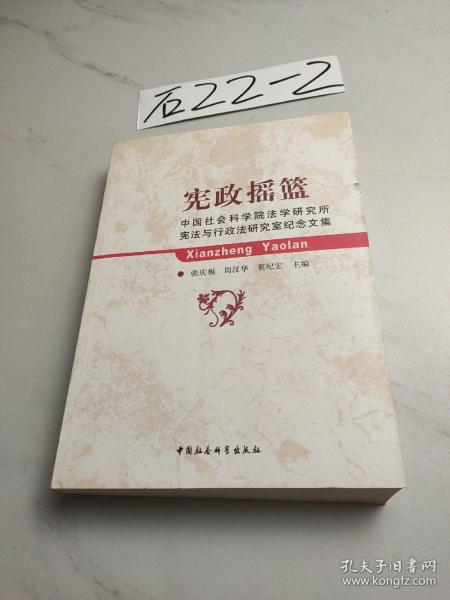 石22-2
宪政摇篮
中国社会科学院法学研究所
宪法与行政法研究室纪念文集
Xianzheng Yaolan
张庆福 周汉华 莫纪宏 主编
中国社会科学出版社
孔夫子旧书网
www.kongfz.com